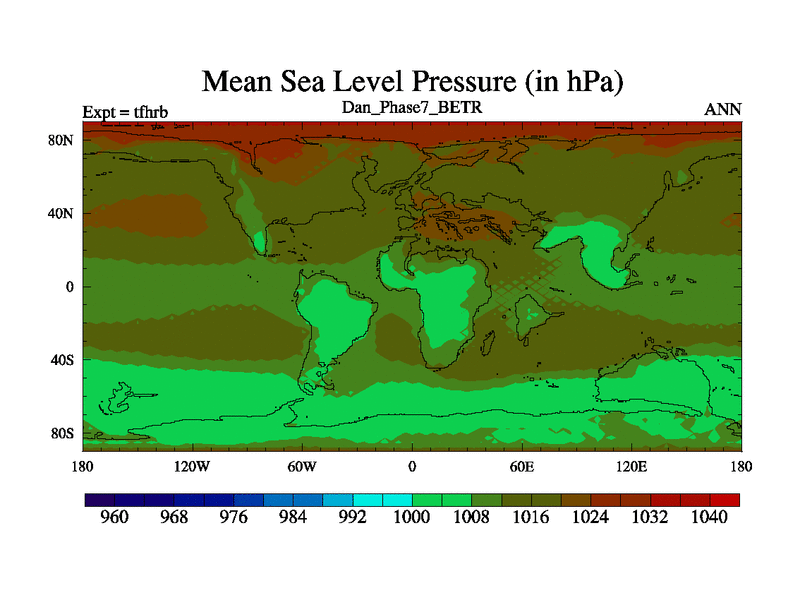 Mean Sea Level Pressure (in hPa)
Expt = tfhrb
Dan_Phase7_BETR
ANN
80N
40N
0
40S
80S
180 120W 60W 0 60E 120E 180
960 968 976 984 992 1000 1008 1016 1024 1032 1040